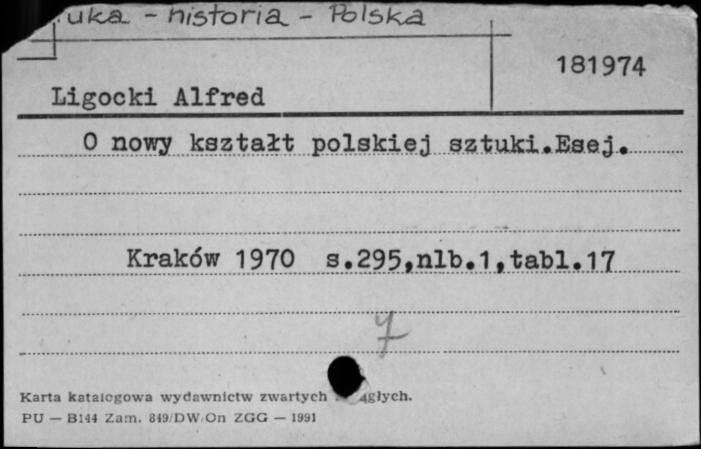 uka - historia - Polska
181974
Ligocki Alfred
O nowy kształt polskiej sztuki.Esej.
Kraków 1970 s.295,nlb.1,tabl.17
7
Karta katalogowa wydawnictw zwartych głych.
PU — B144 Zam. 849/DW/On ZGG — 1991